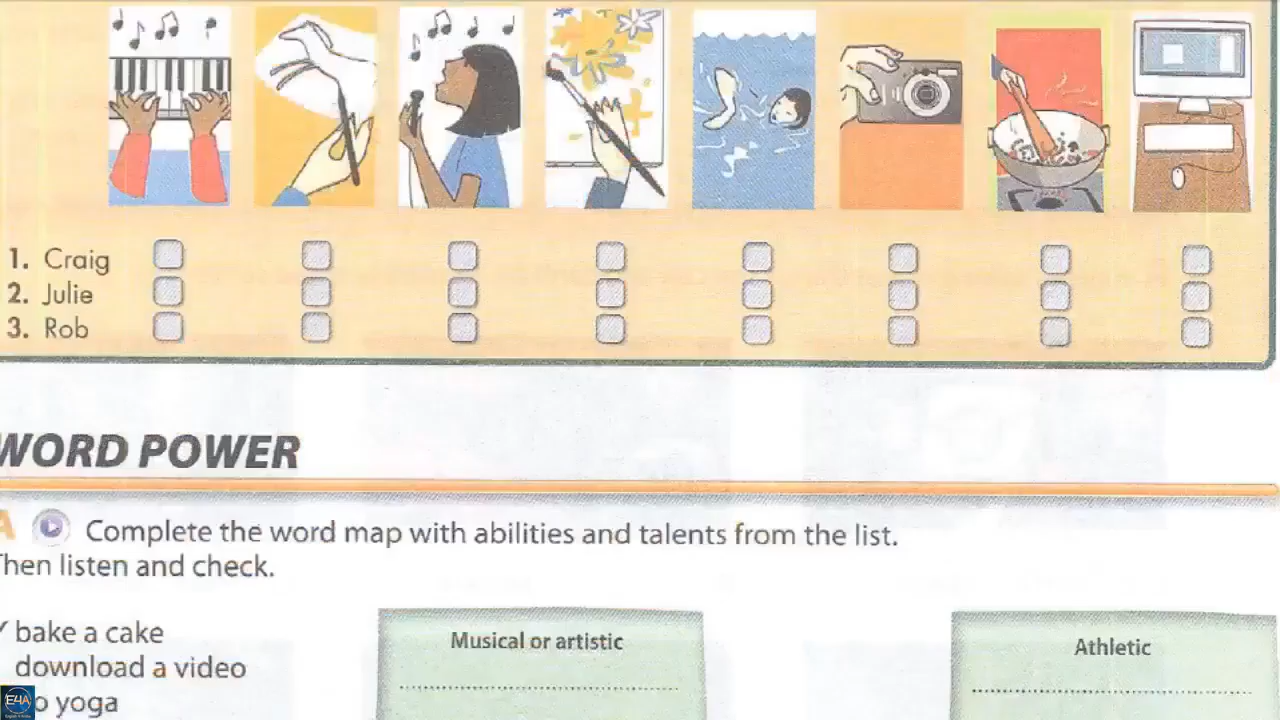 1. Craig
2. Julie
3. Rob
WORD POWER
A Complete the word map with abilities and talents from the list.
Then listen and check.
✓ bake a cake
download a video
yoga
Musical or artistic
Athletic
E4A